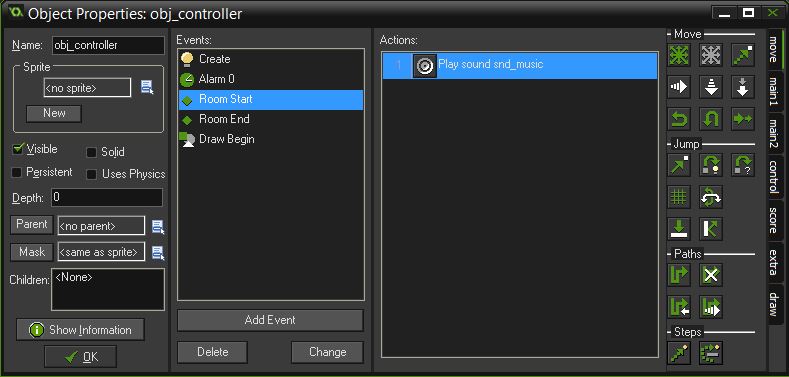 Object Properties: obj_controller
Name: obj_controller
Sprite
<no sprite>
New
Visible
Solid
Persistent
Uses Physics
Depth: 0
Parent <no parent>
Mask <same as sprite>
Children: <None>
Show Information
OK
Events:
Create
Alarm 0
Room Start
Room End
Draw Begin
Add Event
Delete
Change
Actions:
1 Play sound snd_music
Move
Jump
Paths
Steps
move
main1
main2
control
score
extra
draw